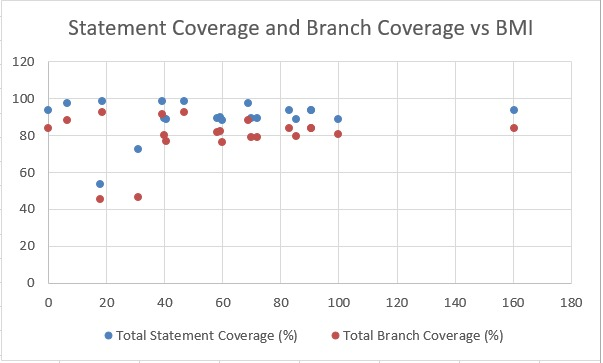 Statement Coverage and Branch Coverage vs BMI
120
100
80
60
40
20
0
0 20 40 60 80 100 120 140 160 180
Total Statement Coverage (%) Total Branch Coverage (%)